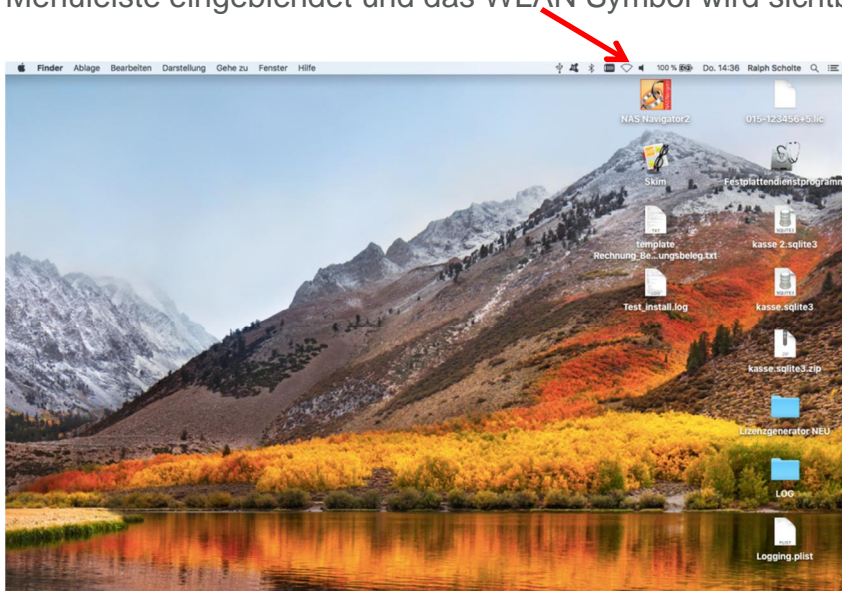 Menüleiste eingeblendet und das WLAN Symbol wird
Finder Ablage Bearbeiten Darstellung Gehe zu Fenster Hilfe 100 % Do. 14:36 Ralph Scholte
NAS Navigator2 015-123456+5.lic
Skim Festplattendienstprogramm
template_
Rechnung_Be...ungsbeleg.txt
kasse 2.sqlite3
Test_install.log kasse.sqlite3
kasse.sqlite3.zip
Lizenzgenerator NEU
LOG
Logging.plist